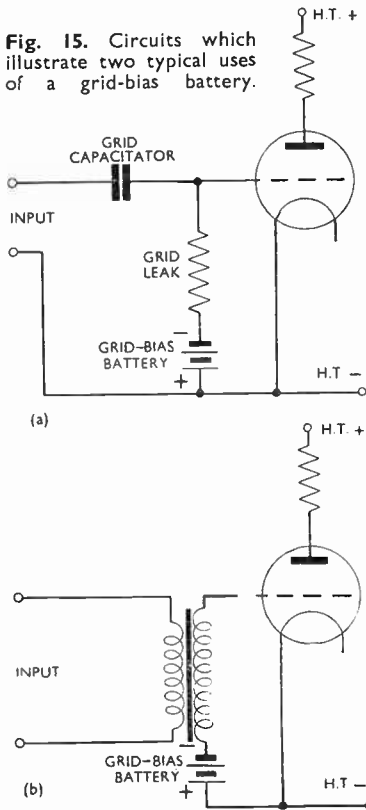 Fig. 15. Circuits which
illustrate two typical uses
of a grid-bias battery.
H.T. +
GRID
CAPACITATOR
INPUT
GRID
LEAK
−
GRID-BIAS
BATTERY
+
H.T −
(a)
H.T. +
INPUT
−
GRID-BIAS
BATTERY
+
H.T −
(b)